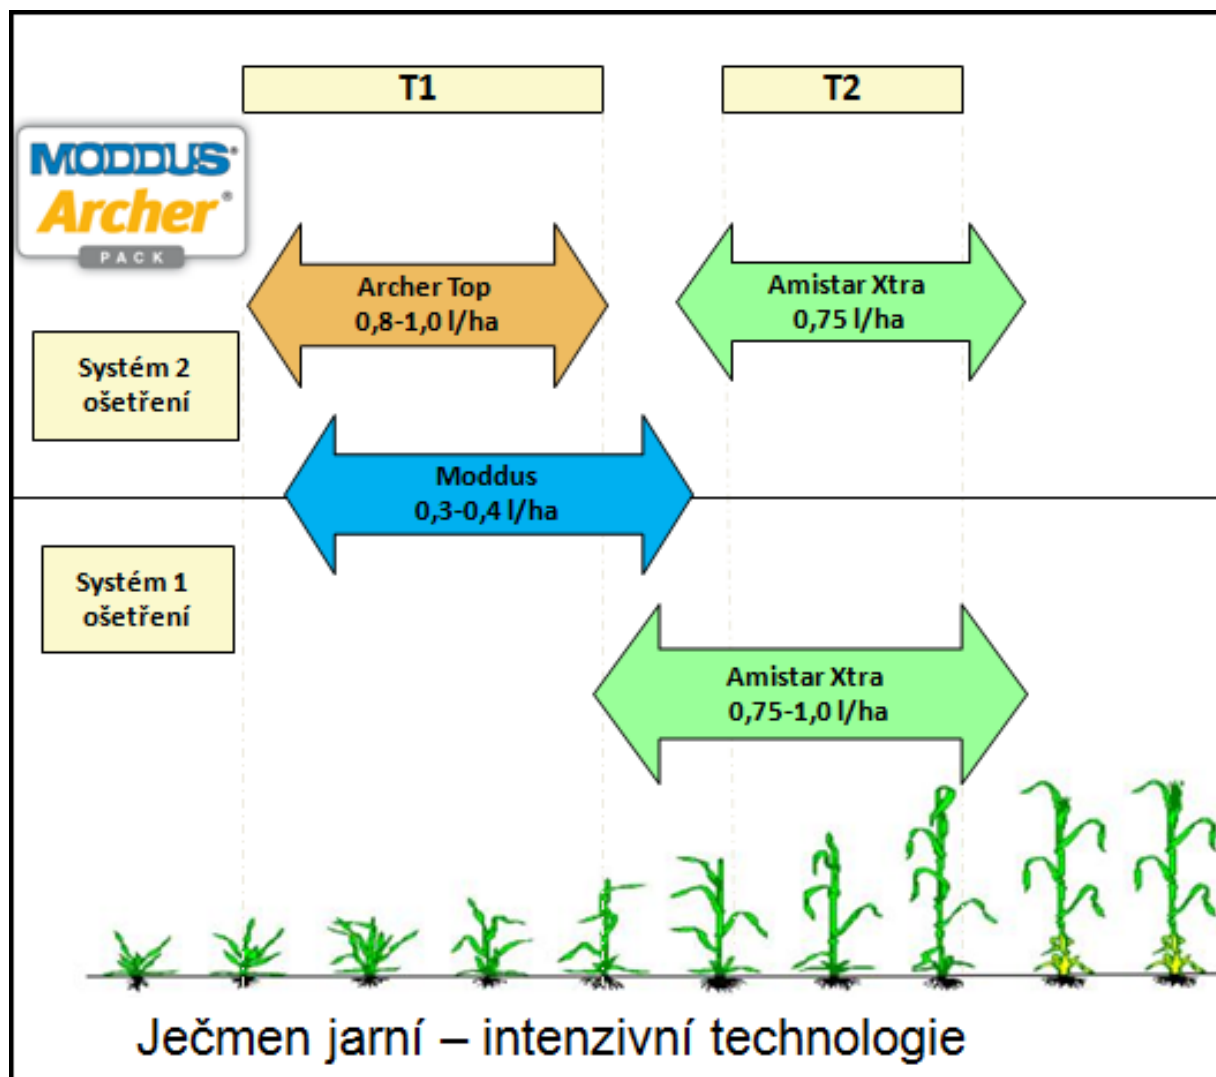 T1
T2
MODDUS®
Archer®
PACK
Archer Top
0,8-1,0 l/ha
Amistar Xtra
0,75 l/ha
Systém 2
ošetření
Moddus
0,3-0,4 l/ha
Systém 1
ošetření
Amistar Xtra
0,75-1,0 l/ha
Ječmen jarní – intenzivní technologie